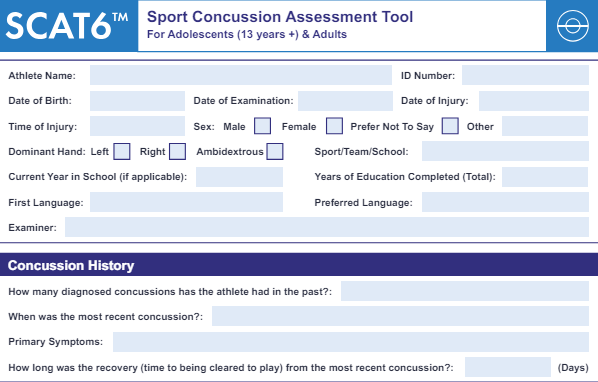 SCAT6™
Sport Concussion Assessment Tool
For Adolescents (13 years +) & Adults
Athlete Name: ID Number:
Date of Birth: Date of Examination: Date of Injury:
Time of Injury: Sex: Male Female Prefer Not To Say Other
Dominant Hand: Left Right Ambidextrous Sport/Team/School:
Current Year in School (if applicable): Years of Education Completed (Total):
First Language: Preferred Language:
Examiner:
Concussion History
How many diagnosed concussions has the athlete had in the past?:
When was the most recent concussion?:
Primary Symptoms:
How long was the recovery (time to being cleared to play) from the most recent concussion?: (Days)